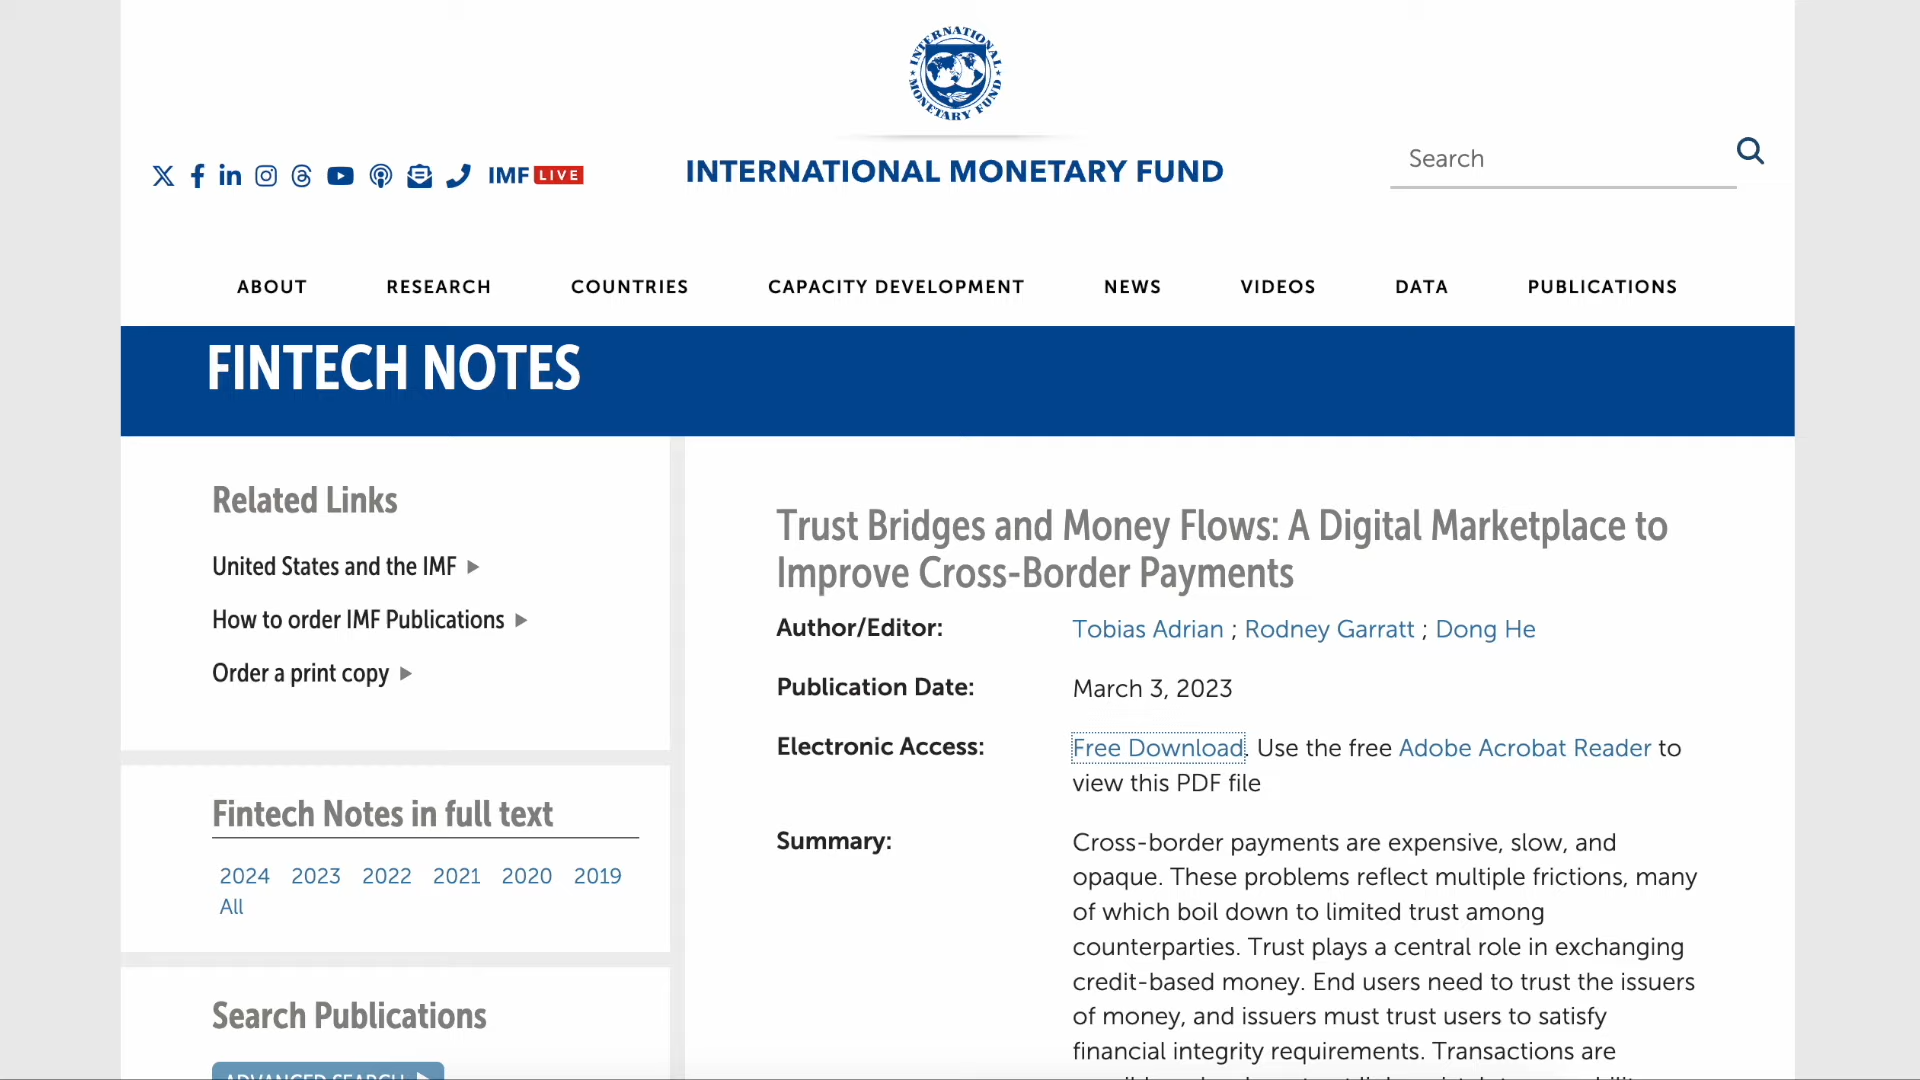 INTERNATIONAL MONETARY FUND
IMF LIVE
INTERNATIONAL MONETARY FUND
Search
ABOUT
RESEARCH
COUNTRIES
CAPACITY DEVELOPMENT
NEWS
VIDEOS
DATA
PUBLICATIONS
FINTECH NOTES
Related Links
United States and the IMF
How to order IMF Publications
Order a print copy
Fintech Notes in full text
2024 2023 2022 2021 2020 2019
All
Search Publications
ADVANCED SEARCH
Trust Bridges and Money Flows: A Digital Marketplace to
Improve Cross-Border Payments
Author/Editor: Tobias Adrian ; Rodney Garratt ; Dong He
Publication Date: March 3, 2023
Electronic Access: Free Download. Use the free Adobe Acrobat Reader to
view this PDF file
Summary: Cross-border payments are expensive, slow, and
opaque. These problems reflect multiple frictions, many
of which boil down to limited trust among
counterparties. Trust plays a central role in exchanging
credit-based money. End users need to trust the issuers
of money, and issuers must trust users to satisfy
financial integrity requirements. Transactions are